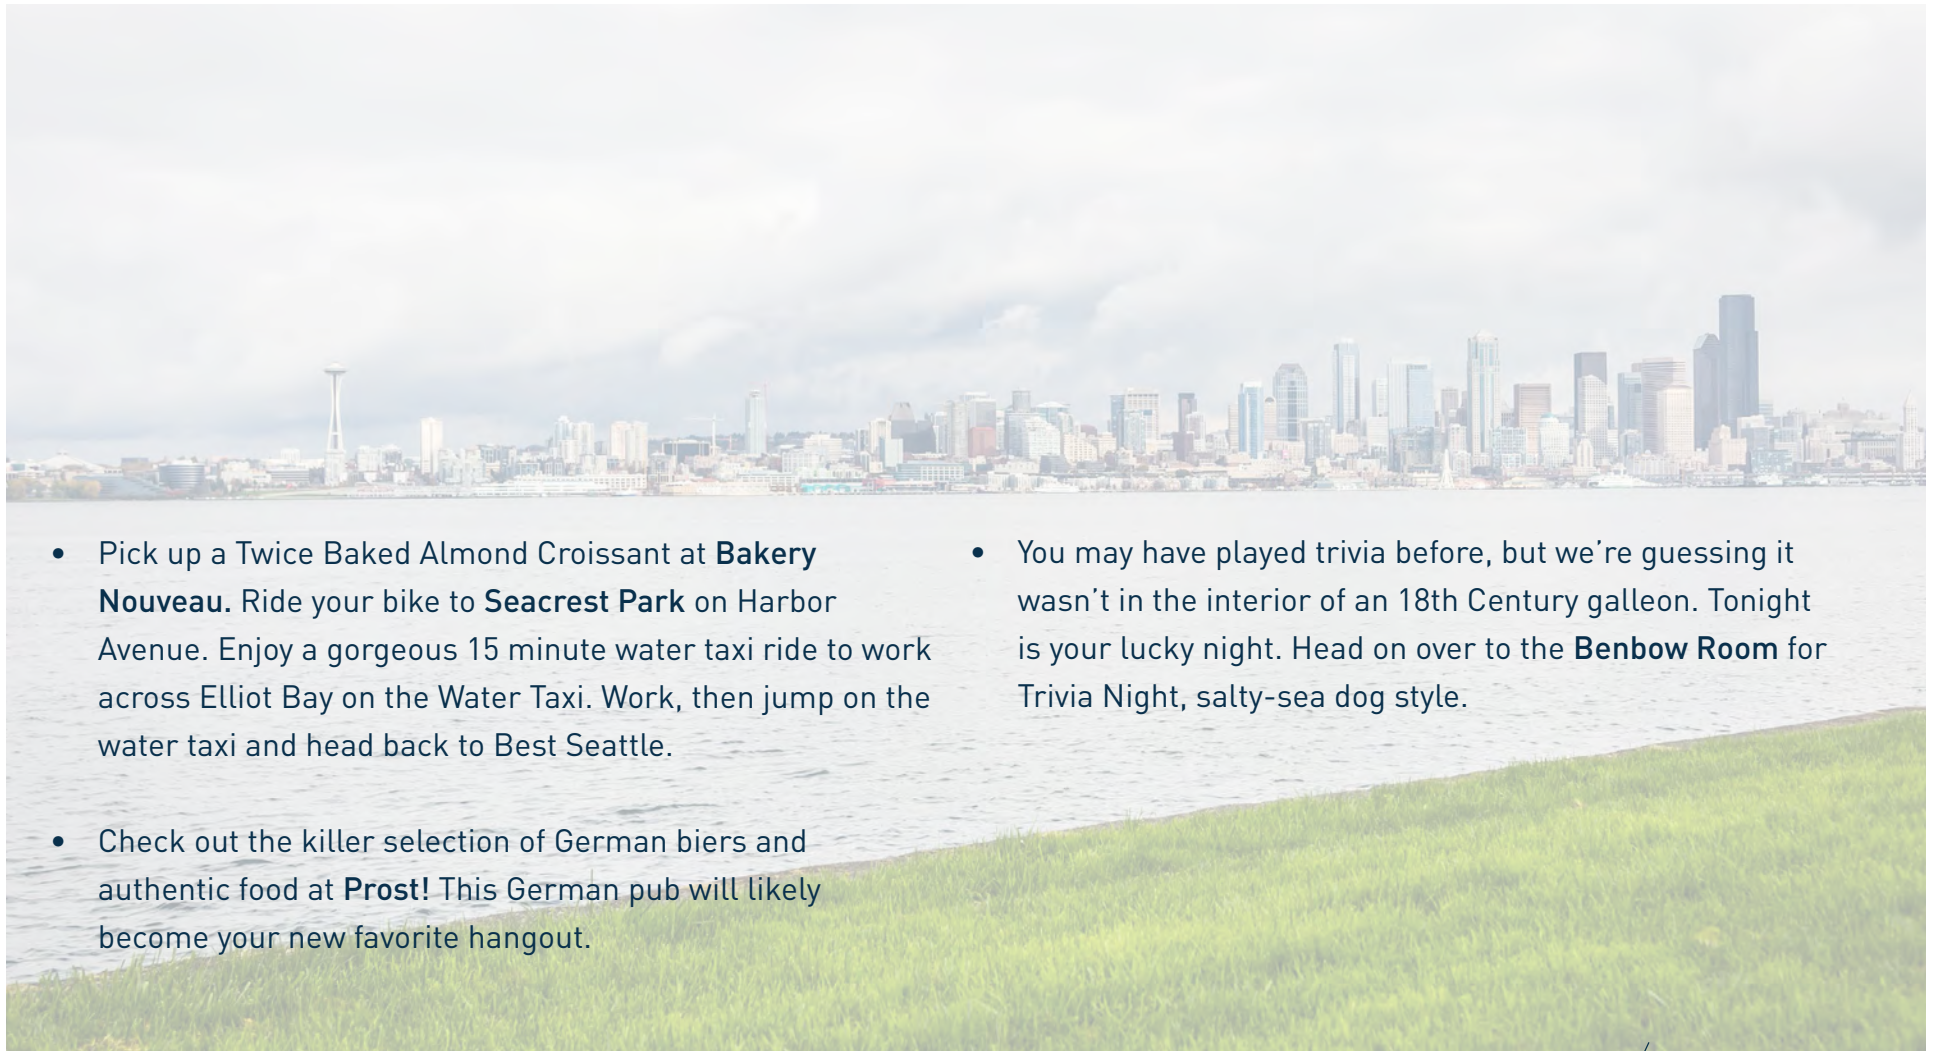 • Pick up a Twice Baked Almond Croissant at Bakery
Nouveau. Ride your bike to Seacrest Park on Harbor
Avenue. Enjoy a gorgeous 15 minute water taxi ride to work
across Elliot Bay on the Water Taxi. Work, then jump on the
water taxi and head back to Best Seattle.
• Check out the killer selection of German biers and
authentic food at Prost! This German pub will likely
become your new favorite hangout.
• You may have played trivia before, but we’re guessing it
wasn’t in the interior of an 18th Century galleon. Tonight
is your lucky night. Head on over to the Benbow Room for
Trivia Night, salty-sea dog style.